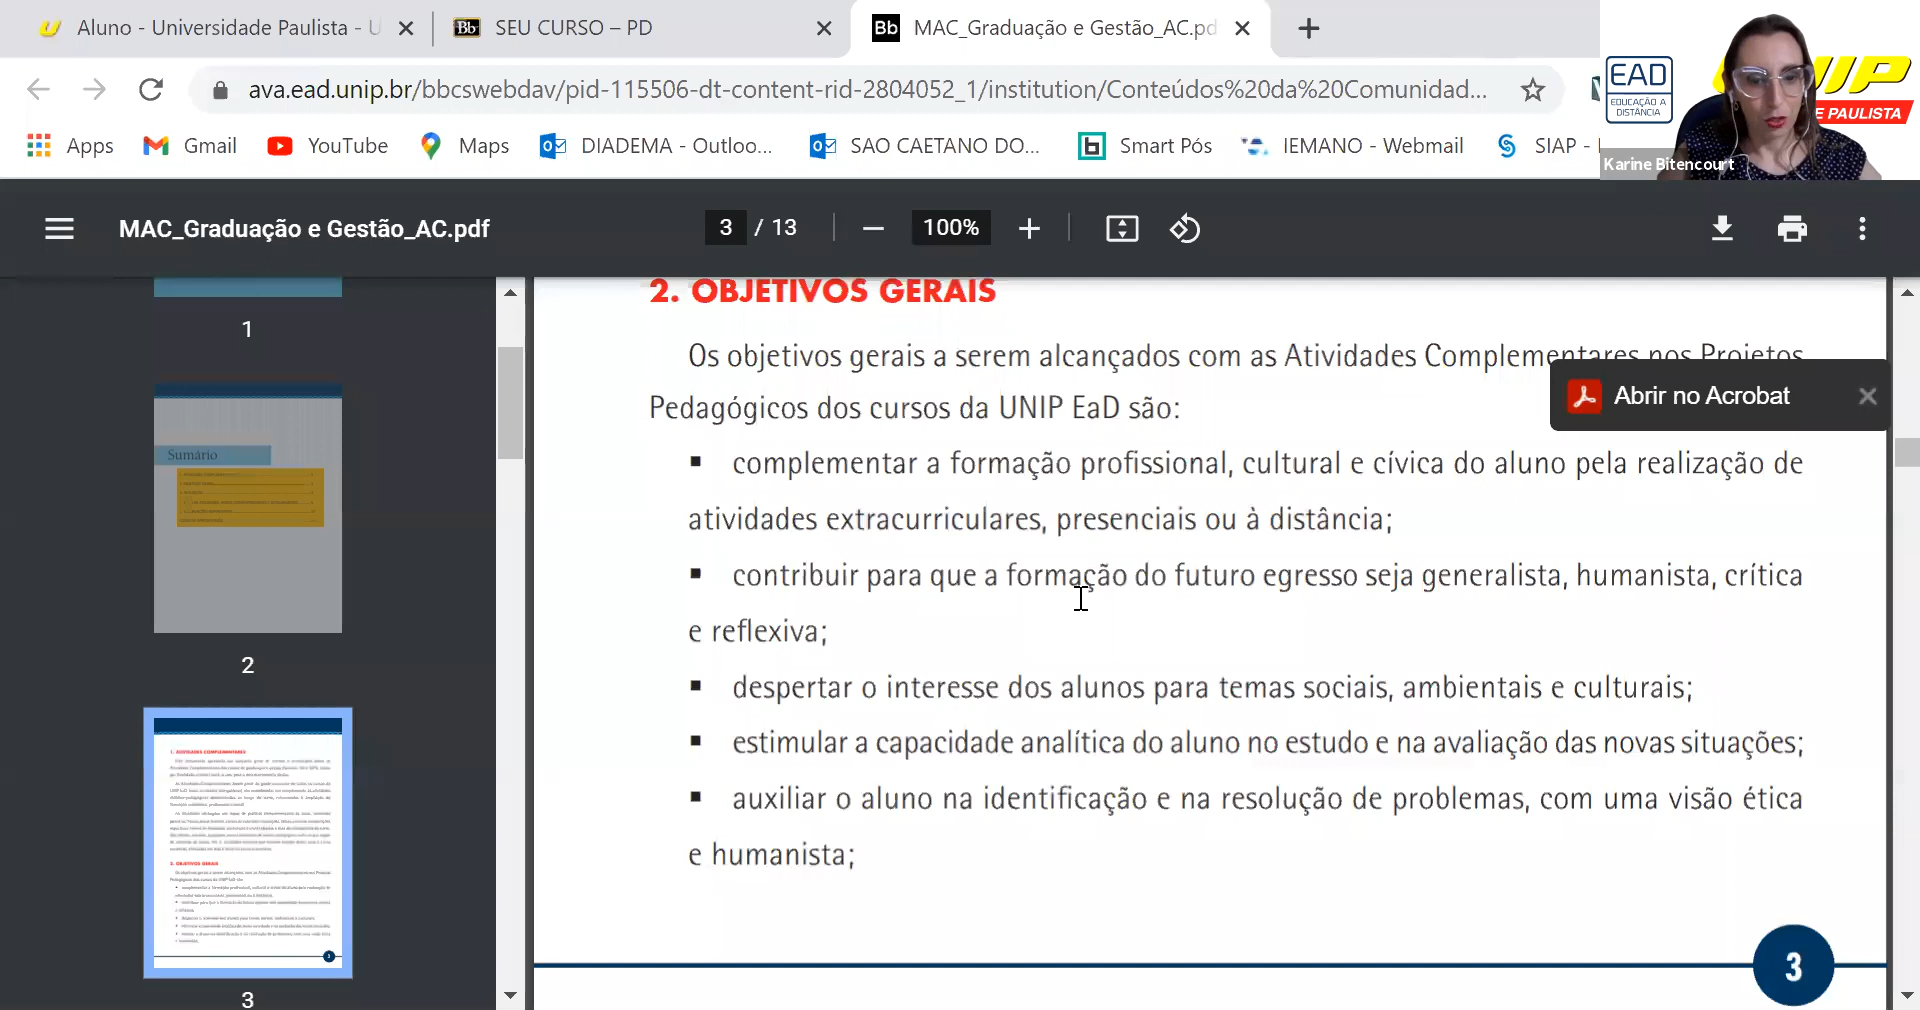 Aluno - Universidade Paulista - U
SEU CURSO – PD
MAC_Graduação e Gestão_AC.pd
ava.ead.unip.br/bbcswebdav/pid-115506-dt-content-rid-2804052_1/institution/Conteúdos%20da%20Comunidad...
Apps
Gmail
YouTube
Maps
DIADEMA - Outloo...
SAO CAETANO DO...
Smart Pós
IEMANO - Webmail
SIAP -
EAD
EDUCAÇÃO A
DISTÂNCIA
E PAULISTA
Karine Bitencourt
MAC_Graduação e Gestão_AC.pdf
3 / 13
100%
1
Sumário
2
1. ATIVIDADES COMPLEMENTARES
2. OBJETIVOS GERAIS
3
2. OBJETIVOS GERAIS
Os objetivos gerais a serem alcançados com as Atividades Complementares nos Projetos
Pedagógicos dos cursos da UNIP EaD são:
Abrir no Acrobat
▪ complementar a formação profissional, cultural e cívica do aluno pela realização de
atividades extracurriculares, presenciais ou à distância;
▪ contribuir para que a formação do futuro egresso seja generalista, humanista, crítica
e reflexiva;
▪ despertar o interesse dos alunos para temas sociais, ambientais e culturais;
▪ estimular a capacidade analítica do aluno no estudo e na avaliação das novas situações;
▪ auxiliar o aluno na identificação e na resolução de problemas, com uma visão ética
e humanista;
3